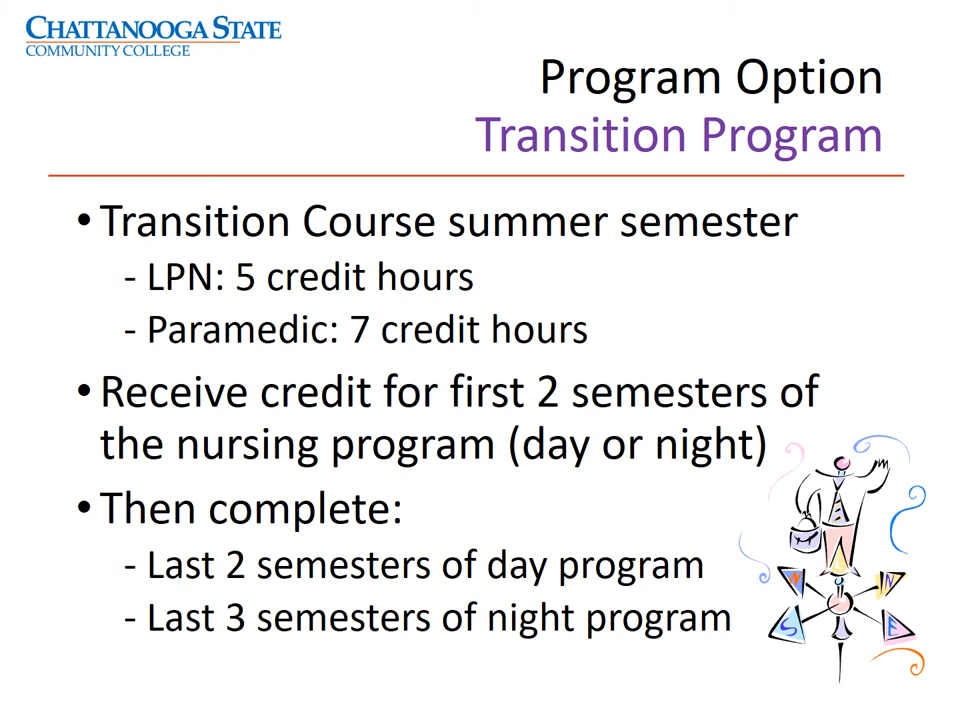 CHATTANOOGA STATE
COMMUNITY COLLEGE
Program Option
Transition Program
• Transition Course summer semester
- LPN: 5 credit hours
- Paramedic: 7 credit hours
• Receive credit for first 2 semesters of
the nursing program (day or night)
• Then complete:
- Last 2 semesters of day program
- Last 3 semesters of night program
W N
S E